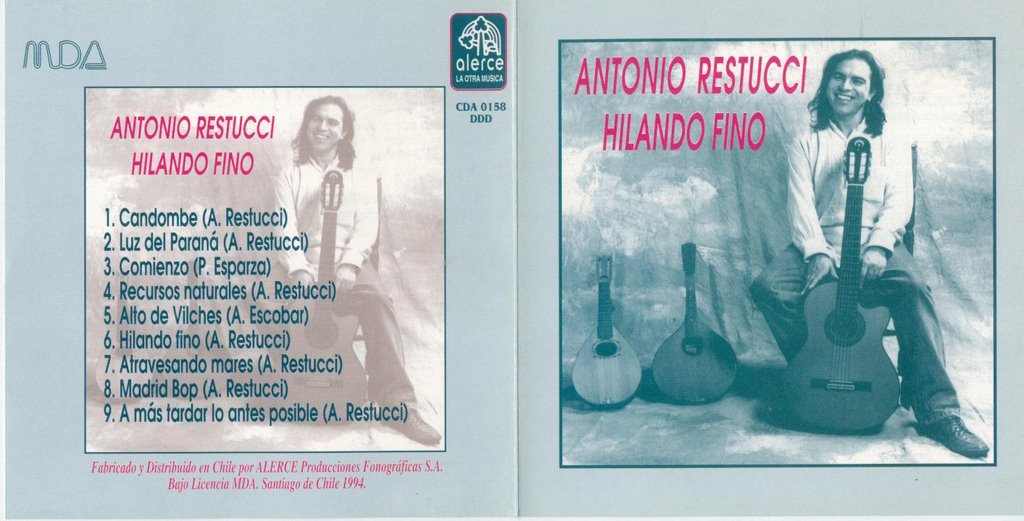 MDA
alerce
LA OTRA MUSICA
CDA 0158
DDD
ANTONIO RESTUCCI
HILANDO FINO
1. Candombe (A. Restucci)
2. Luz del Paraná (A. Restucci)
3. Comienzo (P. Esparza)
4. Recursos naturales (A. Restucci)
5. Alto de Vilches (A. Escobar)
6. Hilando fino (A. Restucci)
7. Atravesando mares (A. Restucci)
8. Madrid Bop (A. Restucci)
9. A más tardar lo antes posible (A. Restucci)
Fabricado y Distribuido en Chile por ALERCE Producciones Fonográficas S.A.
Bajo Licencia MDA. Santiago de Chile 1994.
ANTONIO RESTUCCI
HILANDO FINO